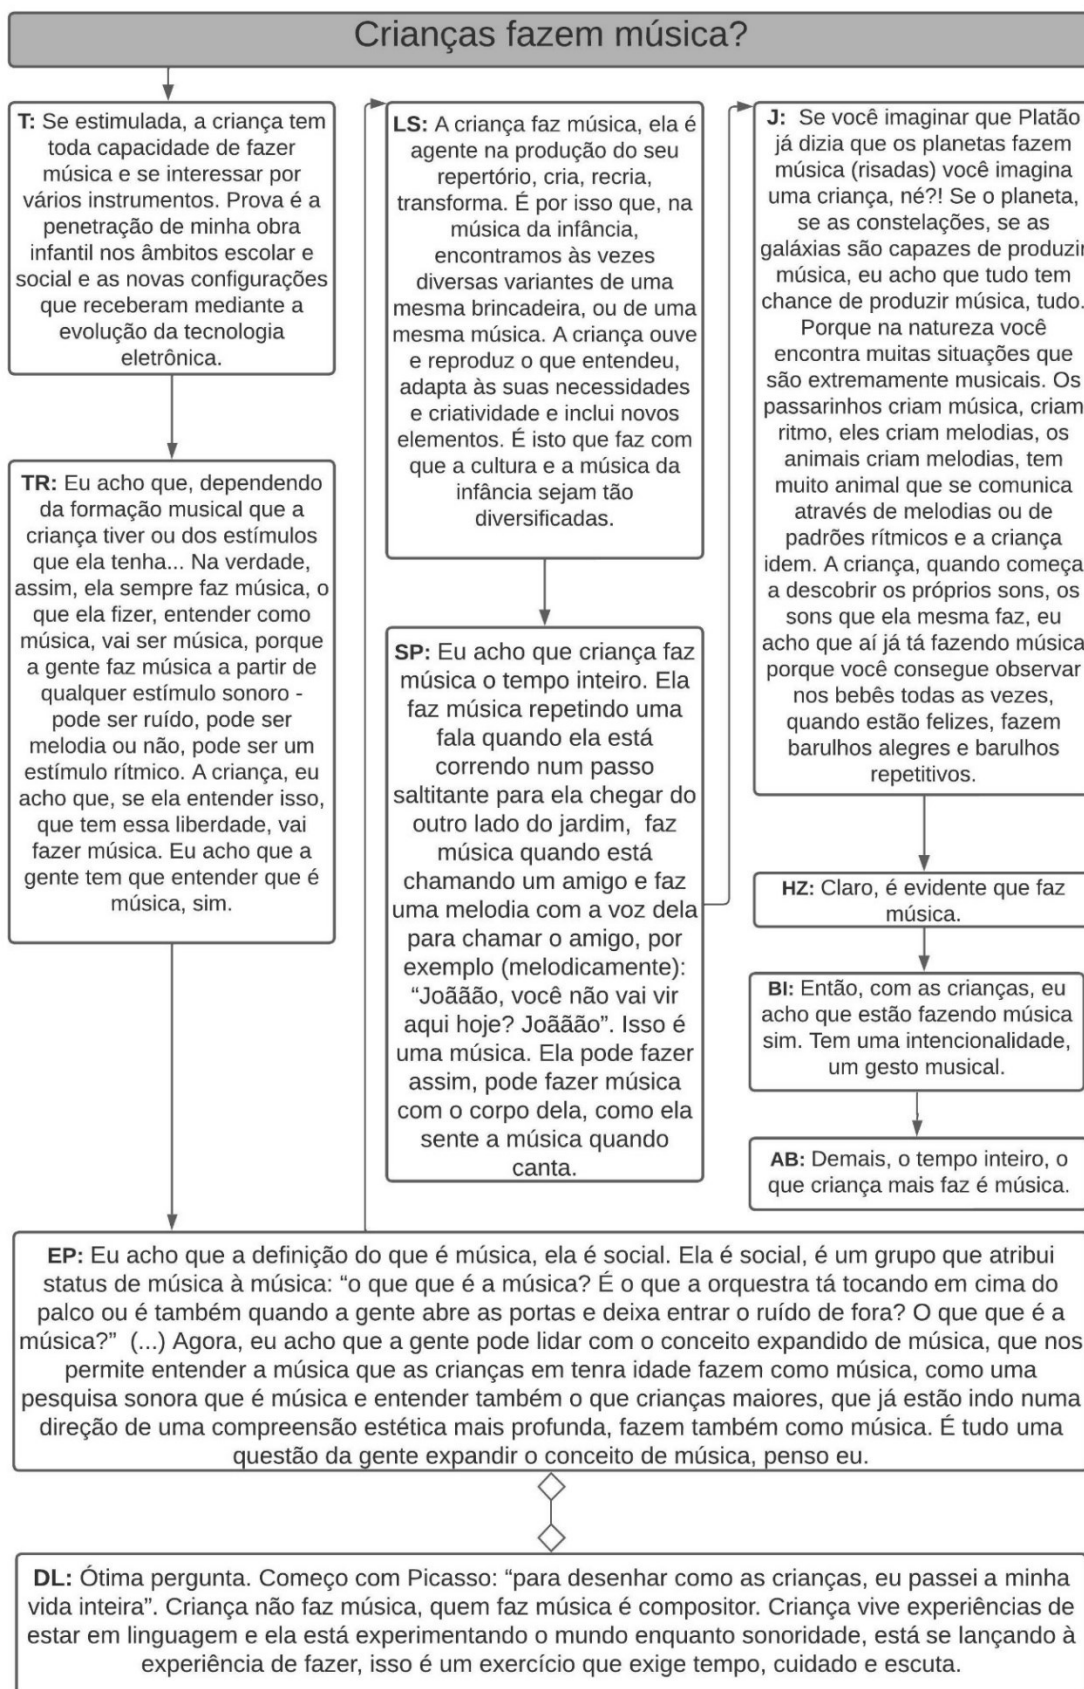 Crianças fazem música?
T: Se estimulada, a criança tem
toda capacidade de fazer
música e se interessar por
vários instrumentos. Prova é a
penetração de minha obra
infantil nos âmbitos escolar e
social e as novas configurações
que receberam mediante a
evolução da tecnologia
eletrônica.
TR: Eu acho que, dependendo
da formação musical que a
criança tiver ou dos estímulos
que ela tenha... Na verdade,
assim, ela sempre faz música, o
que ela fizer, entender como
música, vai ser música, porque
a gente faz música a partir de
qualquer estímulo sonoro -
pode ser ruído, pode ser
melodia ou não, pode ser um
estímulo rítmico. A criança, eu
acho que, se ela entender isso,
que tem essa liberdade, vai
fazer música. Eu acho que a
gente tem que entender que é
música, sim.
EP: Eu acho que a definição do que é música, ela é social. Ela é social, é um grupo que atribui
status de música à música: “o que que é a música? É o que a orquestra tá tocando em cima do
palco ou é também quando a gente abre as portas e deixa entrar o ruído de fora? O que que é a
música?” (...) Agora, eu acho que a gente pode lidar com o conceito expandido de música, que nos
permite entender a música que as crianças em tenra idade fazem como música, como uma
pesquisa sonora que é música e entender também o que crianças maiores, que já estão indo numa
direção de uma compreensão estética mais profunda, fazem também como música. É tudo uma
questão da gente expandir o conceito de música, penso eu.
LS: A criança faz música, ela é
agente na produção do seu
repertório, cria, recria,
transforma. É por isso que, na
música da infância,
encontramos às vezes
diversas variantes de uma
mesma brincadeira, ou de uma
mesma música. A criança ouve
e reproduz o que entendeu,
adapta às suas necessidades
e criatividade e inclui novos
elementos. É isto que faz com
que a cultura e a música da
infância sejam tão
diversificadas.
SP: Eu acho que criança faz
música o tempo inteiro. Ela
faz música repetindo uma
fala quando ela está
correndo num passo
saltitante para ela chegar do
outro lado do jardim, faz
música quando está
chamando um amigo e faz
uma melodia com a voz dela
para chamar o amigo, por
exemplo (melodicamente):
“Joããão, você não vai vir
aqui hoje? Joããão”. Isso é
uma música. Ela pode fazer
assim, pode fazer música
com o corpo dela, como ela
sente a música quando
canta.
J: Se você imaginar que Platão
já dizia que os planetas fazem
música (risadas) você imagina
uma criança, né?! Se o planeta,
se as constelações, se as
galáxias são capazes de produzir
música, eu acho que tudo tem
chance de produzir música, tudo.
Porque na natureza você
encontra muitas situações que
são extremamente musicais. Os
passarinhos criam música, criam
ritmo, eles criam melodias, os
animais criam melodias, tem
muito animal que se comunica
através de melodias ou de
padrões rítmicos e a criança
idem. A criança, quando começa
a descobrir os próprios sons, os
sons que ela mesma faz, eu
acho que aí já tá fazendo música
porque você consegue observar
nos bebês todas as vezes,
quando estão felizes, fazem
barulhos alegres e barulhos
repetitivos.
HZ: Claro, é evidente que faz
música.
BI: Então, com as crianças, eu
acho que estão fazendo música
sim. Tem uma intencionalidade,
um gesto musical.
AB: Demais, o tempo inteiro, o
que criança mais faz é música.
DL: Ótima pergunta. Começo com Picasso: “para desenhar como as crianças, eu passei a minha
vida inteira”. Criança não faz música, quem faz música é compositor. Criança vive experiências de
estar em linguagem e ela está experimentando o mundo enquanto sonoridade, está se lançando à
experiência de fazer, isso é um exercício que exige tempo, cuidado e escuta.